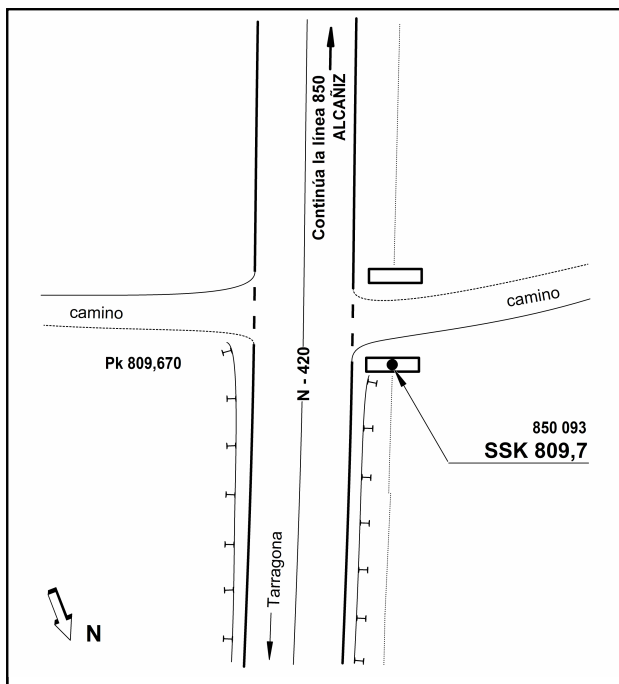 Continúa la línea 850
ALCAÑIZ
camino
camino
Pk 809,670
N - 420
850 093
SSK 809,7
Tarragona
N